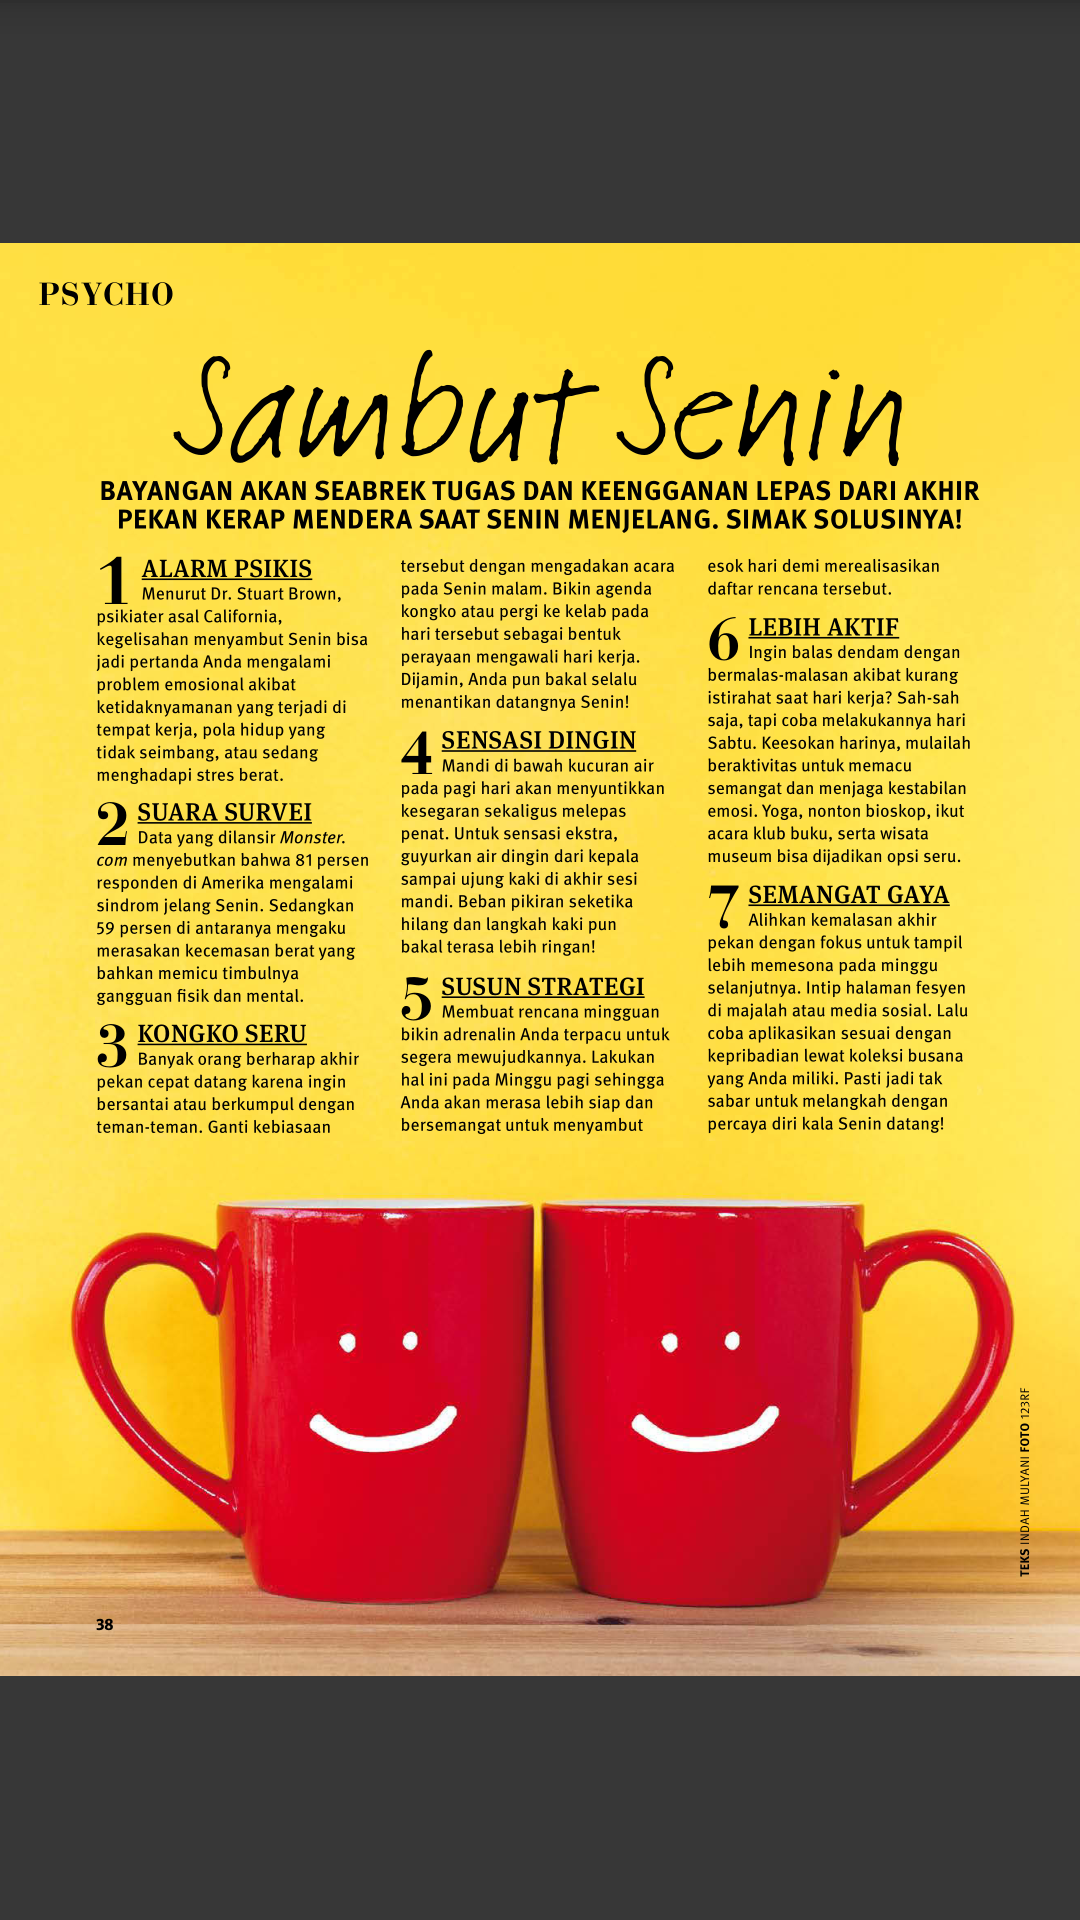 PSYCHO
Sambut Senin
BAYANGAN AKAN SEABREK TUGAS DAN KEENGGANAN LEPAS DARI AKHIR
PEKAN KERAP MENDERA SAAT SENIN MENJELANG. SIMAK SOLUSINYA!
1 ALARM PSIKIS
Menurut Dr. Stuart Brown,
psikiater asal California,
kegelisahan menyambut Senin bisa
jadi pertanda Anda mengalami
problem emosional akibat
ketidaknyamanan yang terjadi di
tempat kerja, pola hidup yang
tidak seimbang, atau sedang
menghadapi stres berat.
2 SUARA SURVEI
Data yang dilansir Monster.
com menyebutkan bahwa 81 persen
responden di Amerika mengalami
sindrom jelang Senin. Sedangkan
59 persen di antaranya mengaku
merasakan kecemasan berat yang
bahkan memicu timbulnya
gangguan fisik dan mental.
3 KONGKO SERU
Banyak orang berharap akhir
pekan cepat datang karena ingin
bersantai atau berkumpul dengan
teman-teman. Ganti kebiasaan
tersebut dengan mengadakan acara
pada Senin malam. Bikin agenda
kongko atau pergi ke kelab pada
hari tersebut sebagai bentuk
perayaan mengawali hari kerja.
Dijamin, Anda pun bakal selalu
menantikan datangnya Senin!
4 SENSASI DINGIN
Mandi di bawah kucuran air
pada pagi hari akan menyuntikkan
kesegaran sekaligus melepas
penat. Untuk sensasi ekstra,
guyurkan air dingin dari kepala
sampai ujung kaki di akhir sesi
mandi. Beban pikiran seketika
hilang dan langkah kaki pun
bakal terasa lebih ringan!
5 SUSUN STRATEGI
Membuat rencana mingguan
bikin adrenalin Anda terpacu untuk
segera mewujudkannya. Lakukan
hal ini pada Minggu pagi sehingga
Anda akan merasa lebih siap dan
bersemangat untuk menyambut
esok hari demi merealisasikan
daftar rencana tersebut.
6 LEBIH AKTIF
Ingin balas dendam dengan
bermalas-malasan akibat kurang
istirahat saat hari kerja? Sah-sah
saja, tapi coba melakukannya hari
Sabtu. Keesokan harinya, mulailah
beraktivitas untuk memacu
semangat dan menjaga kestabilan
emosi. Yoga, nonton bioskop, ikut
acara klub buku, serta wisata
museum bisa dijadikan opsi seru.
7 SEMANGAT GAYA
Alihkan kemalasan akhir
pekan dengan fokus untuk tampil
lebih memesona pada minggu
selanjutnya. Intip halaman fesyen
di majalah atau media sosial. Lalu
coba aplikasikan sesuai dengan
kepribadian lewat koleksi busana
yang Anda miliki. Pasti jadi tak
sabar untuk melangkah dengan
percaya diri kala Senin datang!
TEKS INDAH MULYANI FOTO 123RF
38